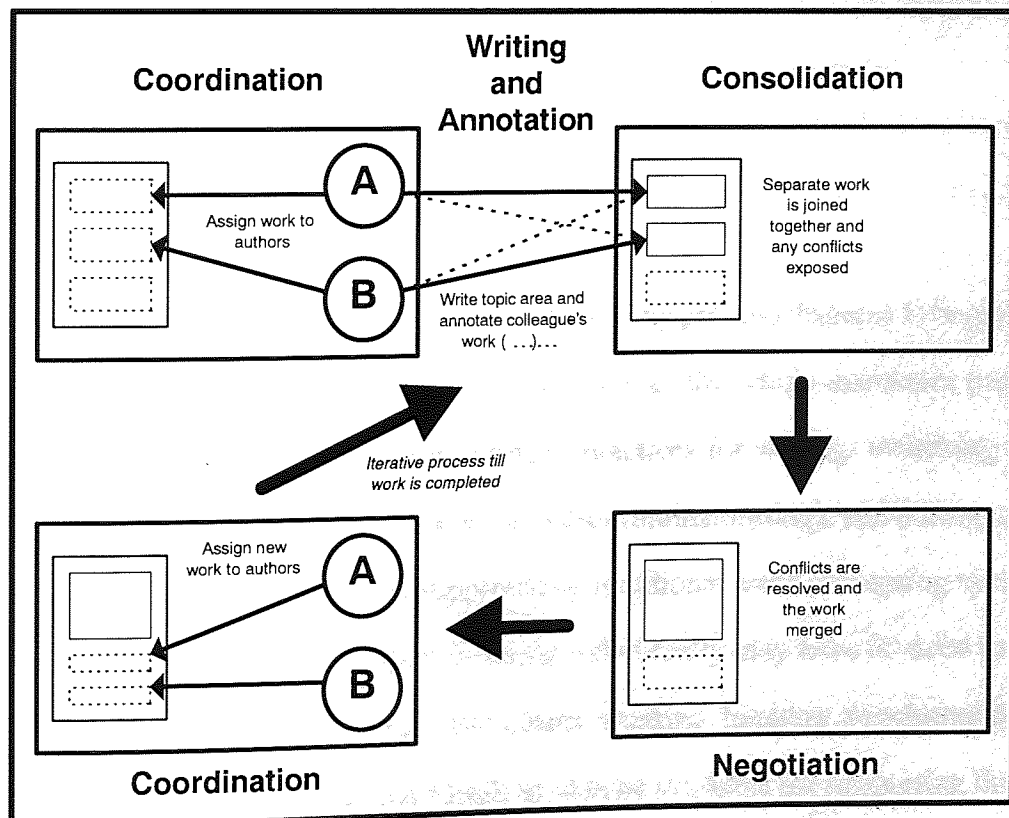 Coordination
Writing
and
Annotation
Consolidation
A
B
Assign work to
authors
Write topic area and
annotate colleague's
work ( ...)...
Separate work
is joined
together and
any conflicts
exposed
Iterative process till
work is completed
Assign new
work to authors
A
B
Coordination
Conflicts are
resolved and
the work
merged
Negotiation